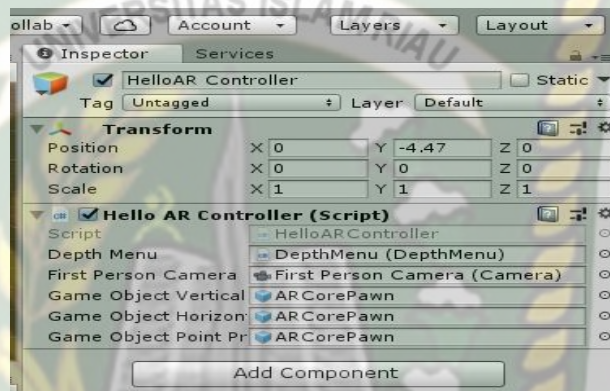 ollab Account Layers Layout
UNIVERSITAS ISLAM RIAU
Inspector Services
HelloAR Controller Static
Tag Untagged Layer Default
Transform
Position X 0 Y -4.47 Z 0
Rotation X 0 Y 0 Z 0
Scale X 1 Y 1 Z 1
Hello AR Controller (Script)
Script HelloARController
Depth Menu DepthMenu (DepthMenu)
First Person Camera First Person Camera (Camera)
Game Object Vertical ARCorePawn
Game Object Horizon ARCorePawn
Game Object Point Pr ARCorePawn
Add Component